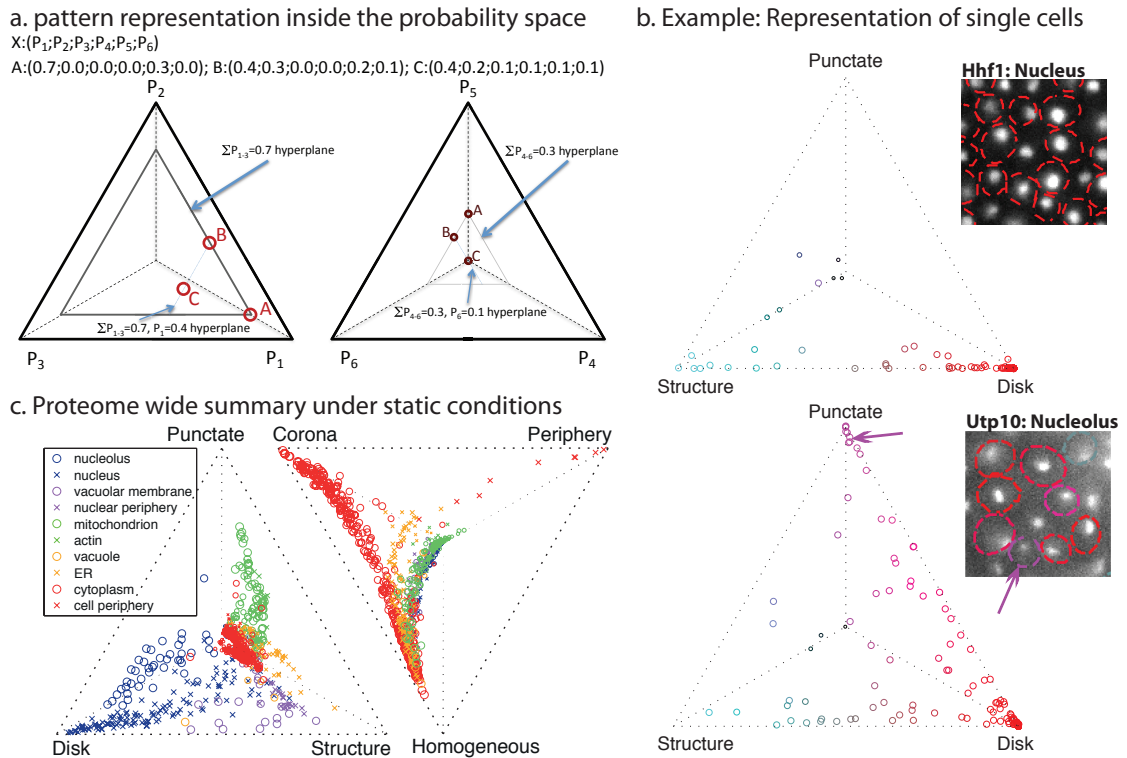 a. pattern representation inside the probability space
X:(P₁;P₂;P₃;P₄;P₅;P₆)
A:(0.7;0.0;0.0;0.0;0.3;0.0); B:(0.4;0.3;0.0;0.0;0.2;0.1); C:(0.4;0.2;0.1;0.1;0.1;0.1)
P₂
∑P₁₋₃=0.7 hyperplane
B
C
A
∑P₁₋₃=0.7, P₁=0.4 hyperplane
P₃
P₁
P₅
∑P₄₋₆=0.3 hyperplane
A
B
C
∑P₄₋₆=0.3, P₆=0.1 hyperplane
P₆
P₄
b. Example: Representation of single cells
Punctate
Hhf1: Nucleus
Structure
Disk
Punctate
Utp10: Nucleolus
Structure
Disk
c. Proteome wide summary under static conditions
Punctate
Corona
Periphery
nucleolus
nucleus
vacuolar membrane
nuclear periphery
mitochondrion
actin
vacuole
ER
cytoplasm
cell periphery
Disk
Structure
Homogeneous